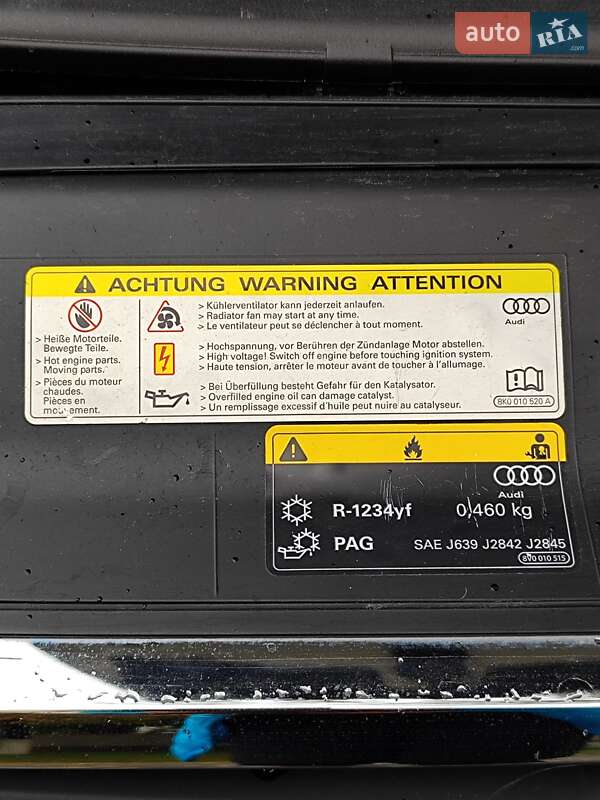 auto RIA .com
ACHTUNG WARNING ATTENTION
> Heiße Motorteile.
Bewegte Teile.
> Hot engine parts.
Moving parts.
> Pièces du moteur
chaudes.
Pièces en
mouvement.
> Kühlerventilator kann jederzeit anlaufen.
> Radiator fan may start at any time.
> Le ventilateur peut se déclencher à tout moment.
> Hochspannung, vor Berühren der Zündanlage Motor abstellen.
> High voltage! Switch off engine before touching ignition system.
> Haute tension, arrêter le moteur avant de toucher à l'allumage.
> Bei Überfüllung besteht Gefahr für den Katalysator.
> Overfilled engine oil can damage catalyst.
> Un remplissage excessif d'huile peut nuire au catalyseur.
Audi
8K0 010 520 A
Audi
R-1234yf 0,460 kg
PAG SAE J639 J2842 J2845
8V0 010 515